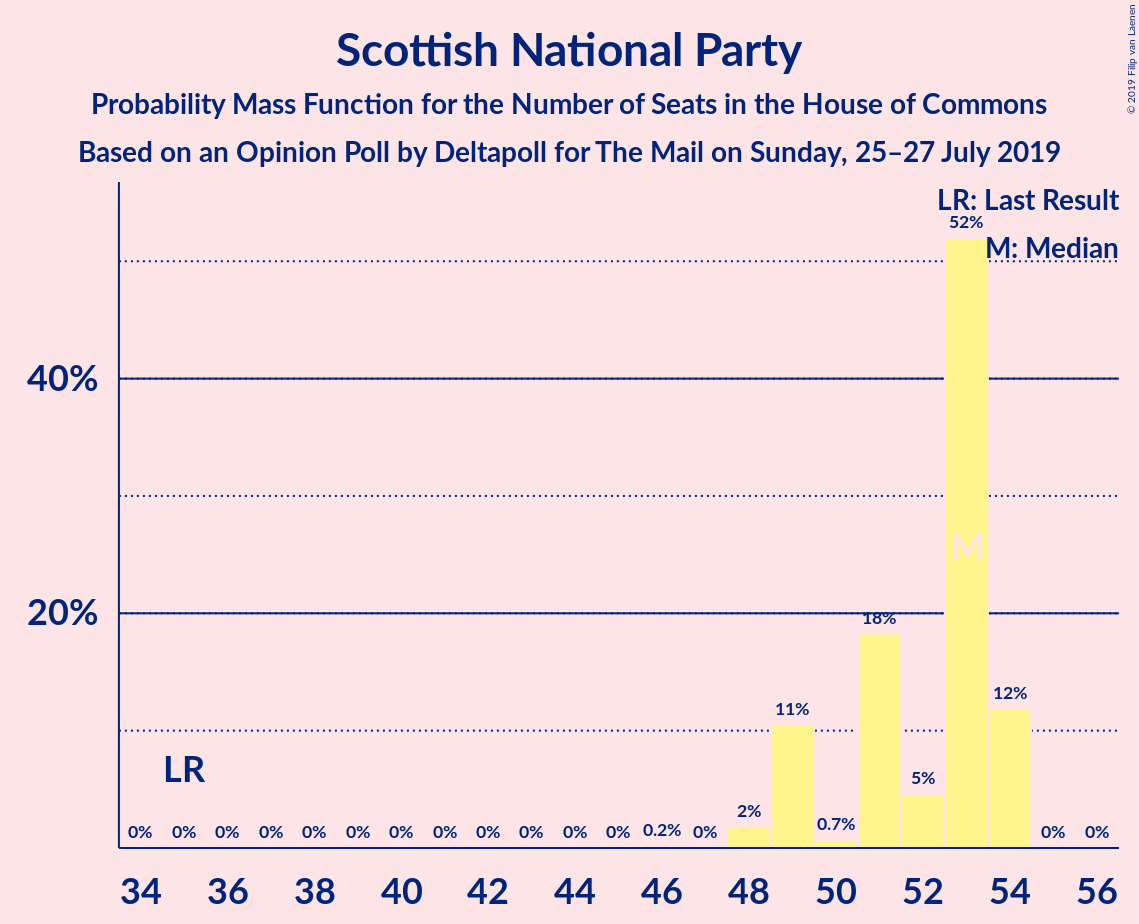 Scottish National Party
Probability Mass Function for the Number of Seats in the House of Commons
Based on an Opinion Poll by Deltapoll for The Mail on Sunday, 25–27 July 2019
© 2019 Filip van Laenen
LR: Last Result
M: Median
52%
40%
M
20%
18%
12%
11%
LR
5%
2%
0% 0% 0% 0% 0% 0% 0% 0% 0% 0% 0% 0% 0.2% 0% 0.7% 0% 0%
34 36 38 40 42 44 46 48 50 52 54 56